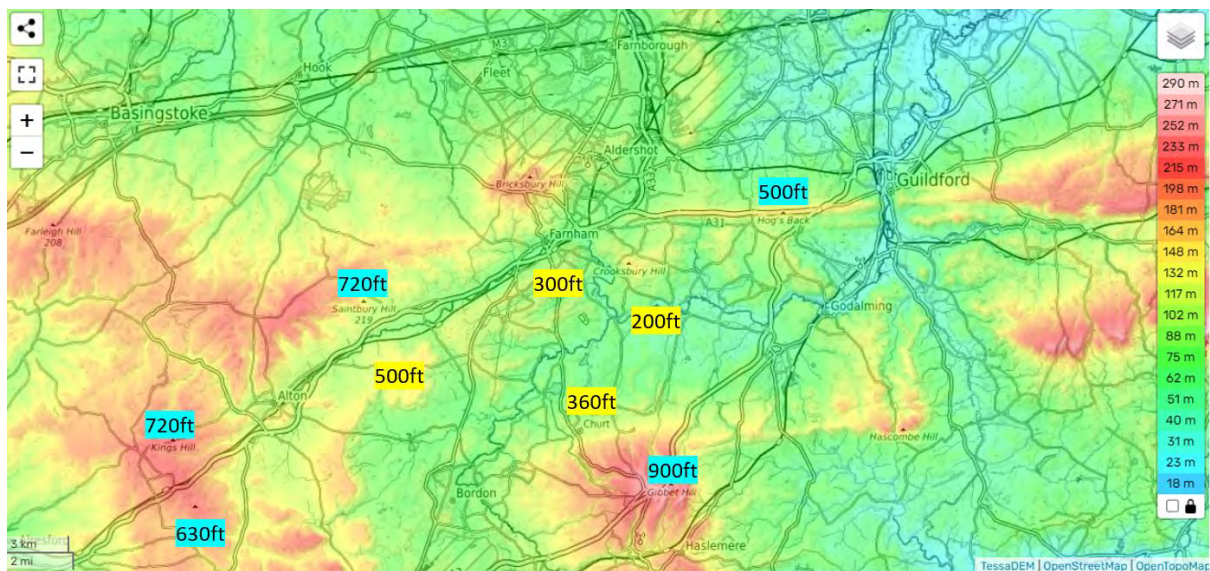 Farnborough
M3
Hook
Fleet
+
Basingstoke
−
Aldershot
A331
Bricksbury Hill
500ft
Guildford
Hog's Back
A31
Farleigh Hill
208
Farnham
Crooksbury Hill
720ft
300ft
Saintbury Hill
219
Godalming
200ft
500ft
Alton
360ft
720ft
Churt
Kings Hill
Hascombe Hill
900ft
Gibbet Hill
Bordon
630ft
Alresford
3 km
2 mi
Haslemere
290 m
271 m
252 m
233 m
215 m
198 m
181 m
164 m
148 m
132 m
117 m
102 m
88 m
75 m
62 m
51 m
40 m
31 m
23 m
18 m
TessaDEM | OpenStreetMap | OpenTopoMap